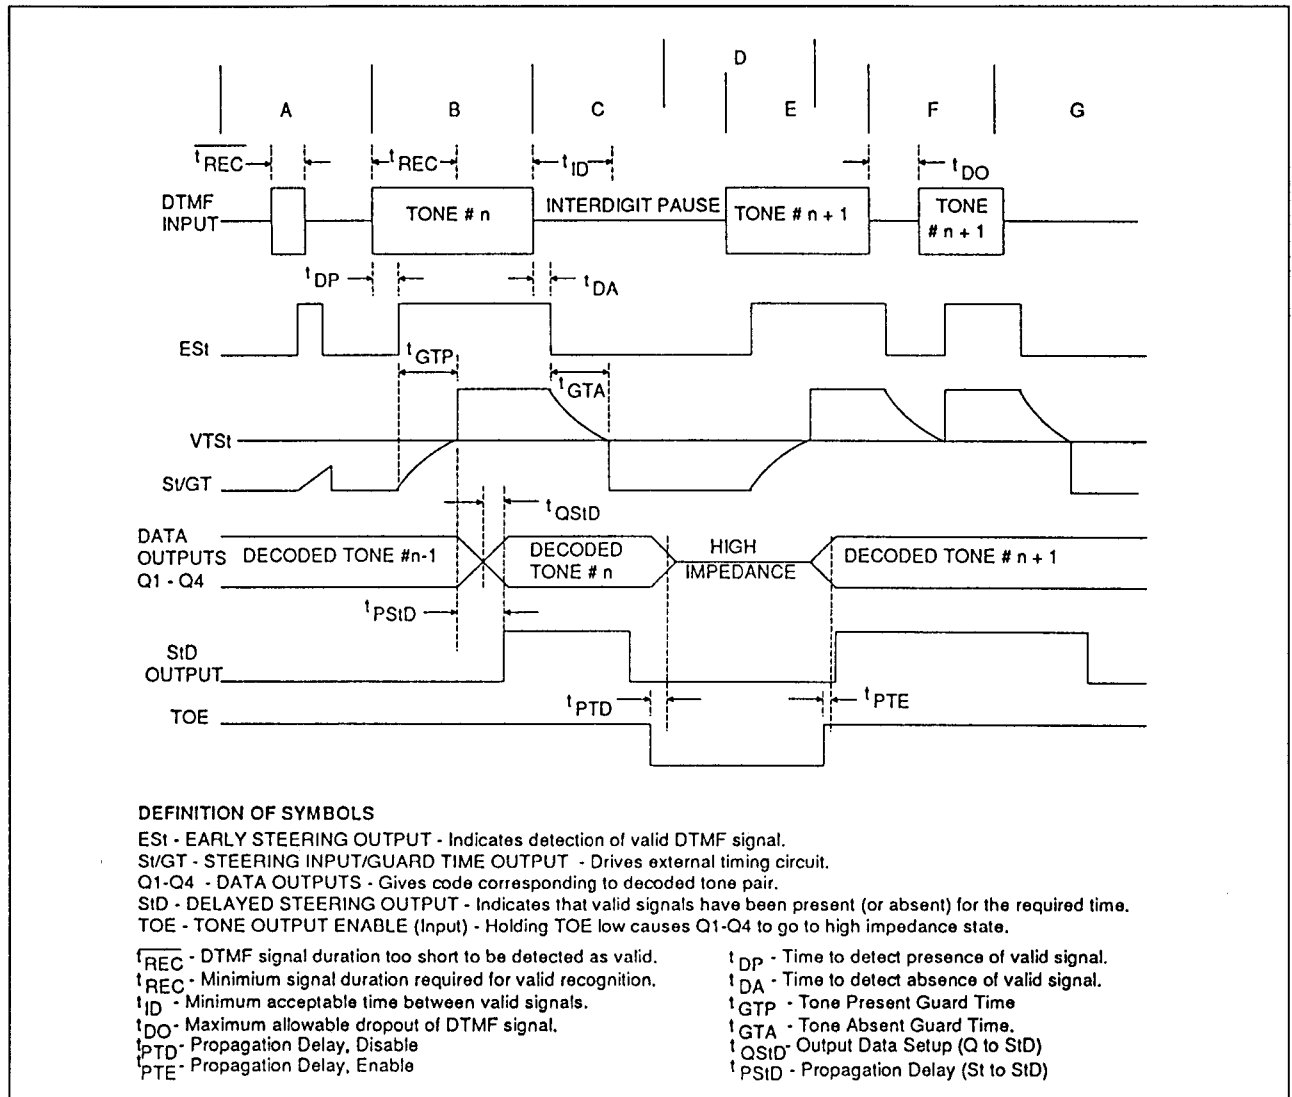 D
A B C E F G
tREC tREC tID tDO
DTMF INPUT
TONE # n
INTERDIGIT PAUSE
TONE # n + 1
TONE # n + 1
tDP tDA
ESt
tGTP
tGTA
VTSt
St/GT
tQStD
DATA OUTPUTS Q1 - Q4
DECODED TONE #n-1
DECODED TONE # n
HIGH IMPEDANCE
DECODED TONE # n + 1
tPStD
StD OUTPUT
tPTD tPTE
TOE
DEFINITION OF SYMBOLS
ESt - EARLY STEERING OUTPUT - Indicates detection of valid DTMF signal.
St/GT - STEERING INPUT/GUARD TIME OUTPUT - Drives external timing circuit.
Q1-Q4 - DATA OUTPUTS - Gives code corresponding to decoded tone pair.
StD - DELAYED STEERING OUTPUT - Indicates that valid signals have been present (or absent) for the required time.
TOE - TONE OUTPUT ENABLE (Input) - Holding TOE low causes Q1-Q4 to go to high impedance state.
tREC - DTMF signal duration too short to be detected as valid.
tREC - Minimium signal duration required for valid recognition.
tID - Minimum acceptable time between valid signals.
tDO - Maximum allowable dropout of DTMF signal.
tPTD - Propagation Delay, Disable
tPTE - Propagation Delay, Enable
tDP - Time to detect presence of valid signal.
tDA - Time to detect absence of valid signal.
tGTP - Tone Present Guard Time
tGTA - Tone Absent Guard Time.
tQStD - Output Data Setup (Q to StD)
tPStD - Propagation Delay (St to StD)